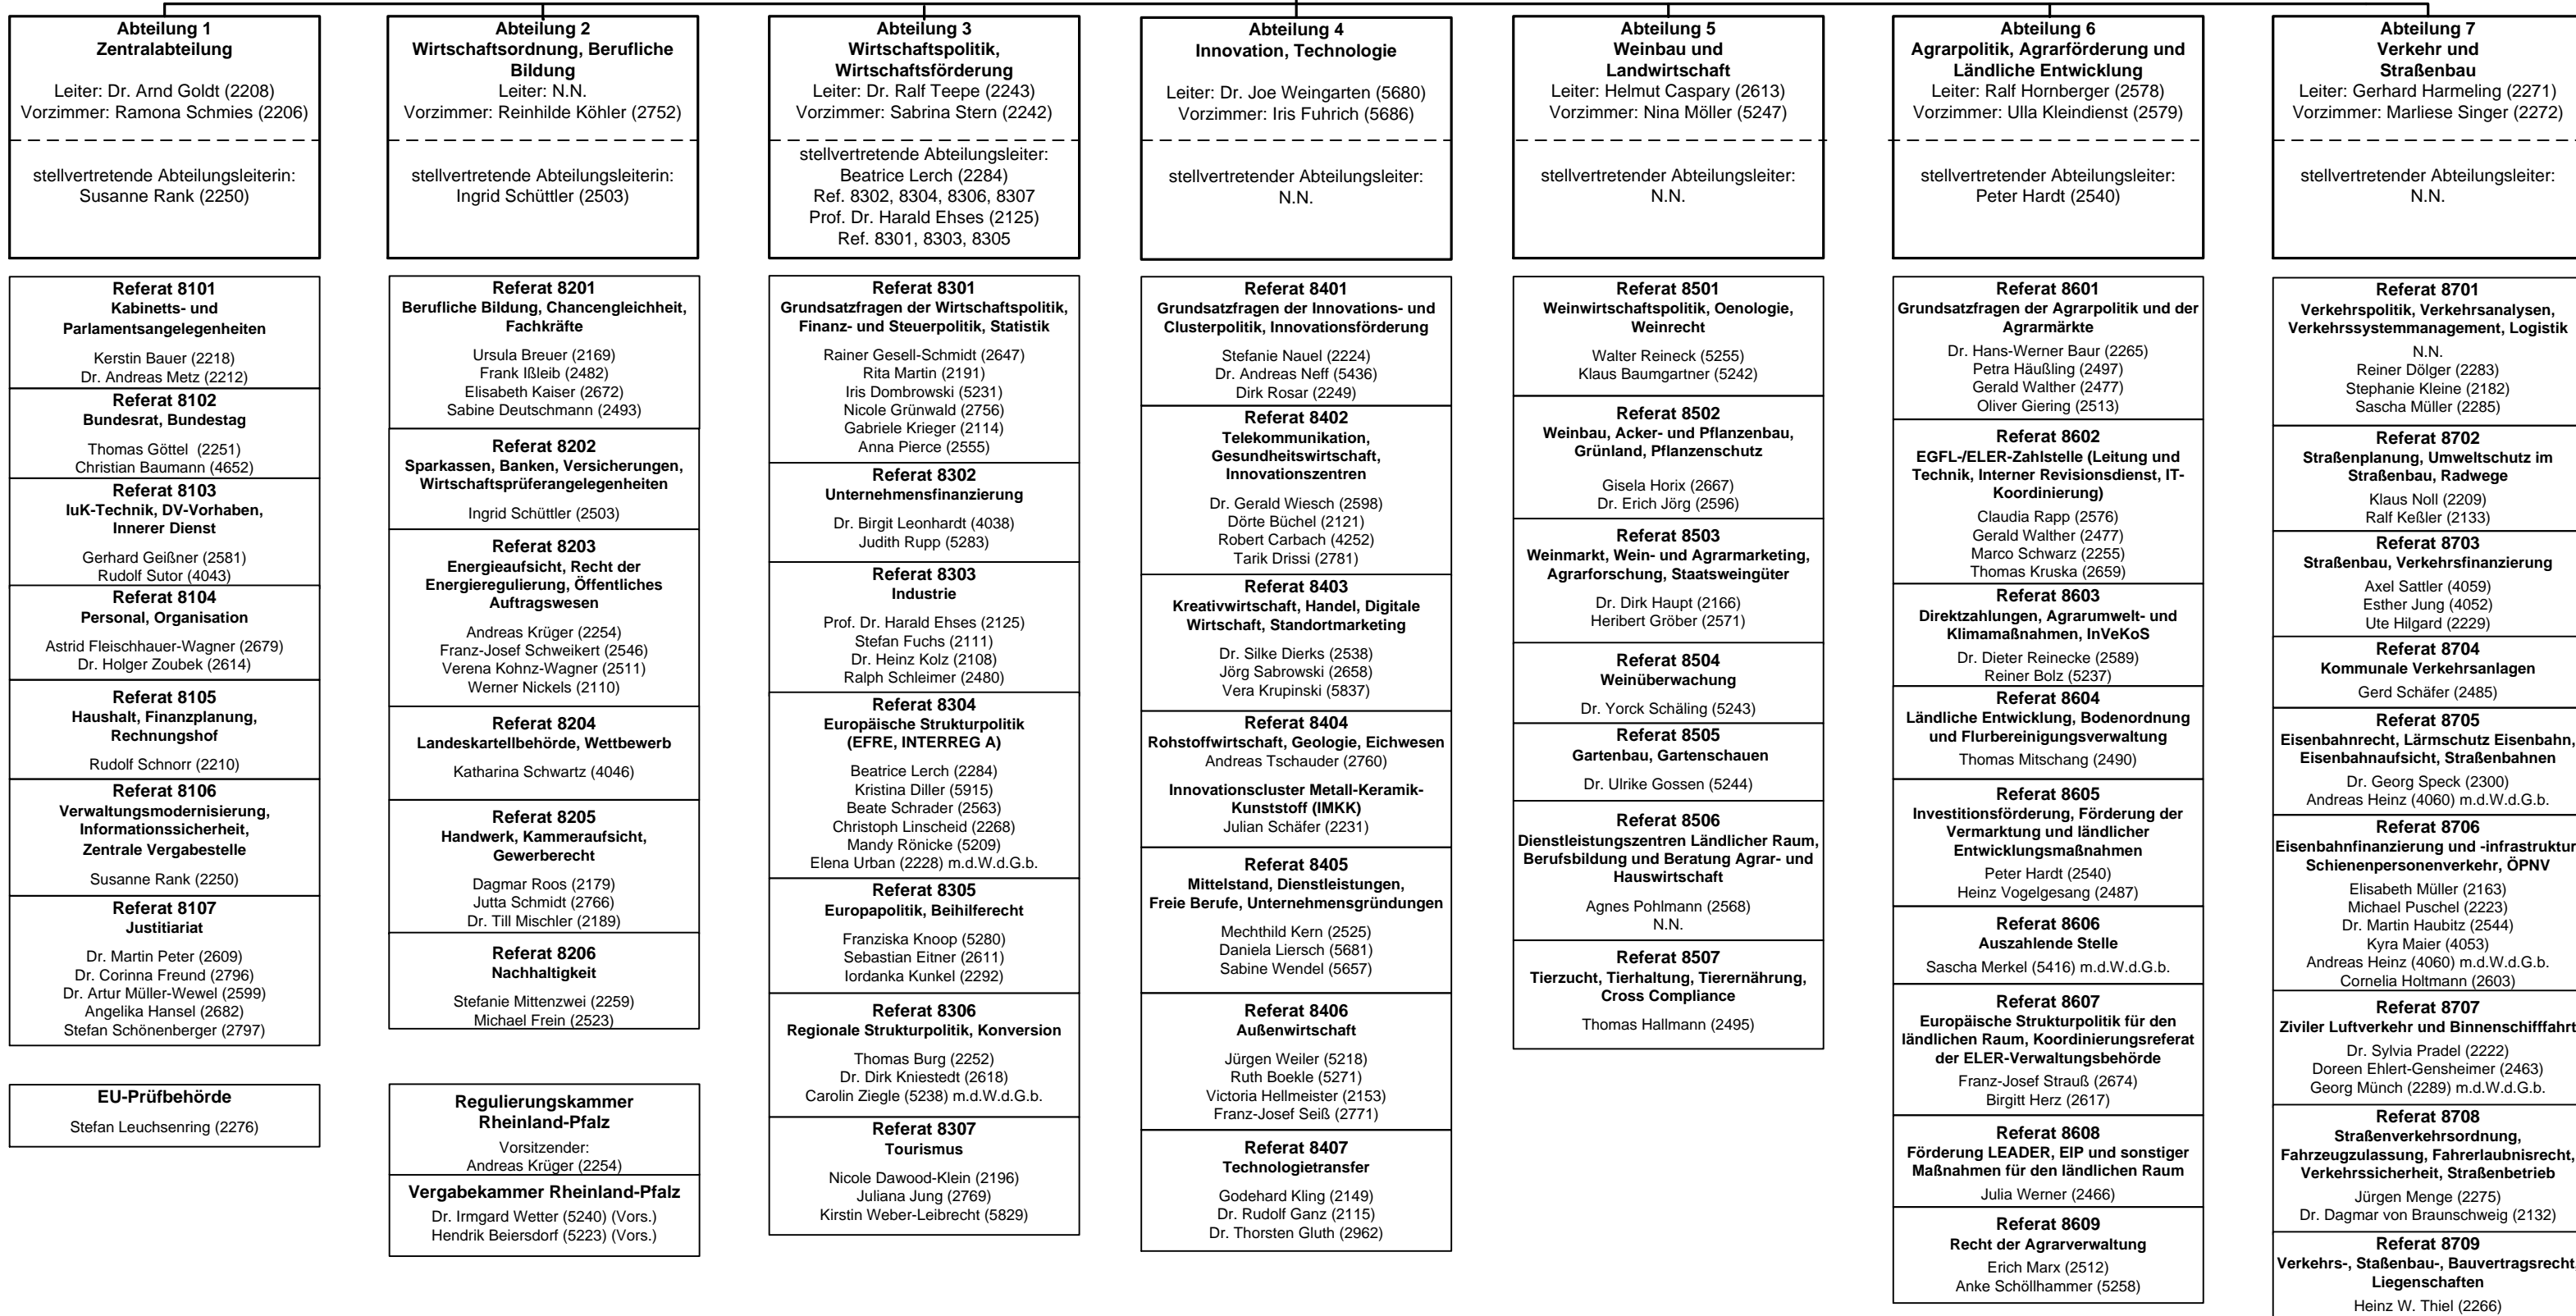 Abteilung 1
Zentralabteilung
Leiter: Dr. Arnd Goldt (2208)
Vorzimmer: Ramona Schmies (2206)
stellvertretende Abteilungsleiterin:
Susanne Rank (2250)
Referat 8101
Kabinetts- und
Parlamentsangelegenheiten
Kerstin Bauer (2218)
Dr. Andreas Metz (2212)
Referat 8102
Bundesrat, Bundestag
Thomas Göttel (2251)
Christian Baumann (4652)
Referat 8103
IuK-Technik, DV-Vorhaben,
Innerer Dienst
Gerhard Geißner (2581)
Rudolf Sutor (4043)
Referat 8104
Personal, Organisation
Astrid Fleischhauer-Wagner (2679)
Dr. Holger Zoubek (2614)
Referat 8105
Haushalt, Finanzplanung,
Rechnungshof
Rudolf Schnorr (2210)
Referat 8106
Verwaltungsmodernisierung,
Informationssicherheit,
Zentrale Vergabestelle
Susanne Rank (2250)
Referat 8107
Justitiariat
Dr. Martin Peter (2609)
Dr. Corinna Freund (2796)
Dr. Artur Müller-Wewel (2599)
Angelika Hansel (2682)
Stefan Schönenberger (2797)
EU-Prüfbehörde
Stefan Leuchsenring (2276)
Abteilung 2
Wirtschaftsordnung, Berufliche
Bildung
Leiter: N.N.
Vorzimmer: Reinhilde Köhler (2752)
stellvertretende Abteilungsleiterin:
Ingrid Schüttler (2503)
Referat 8201
Berufliche Bildung, Chancengleichheit,
Fachkräfte
Ursula Breuer (2169)
Frank Ißleib (2482)
Elisabeth Kaiser (2672)
Sabine Deutschmann (2493)
Referat 8202
Sparkassen, Banken, Versicherungen,
Wirtschaftsprüferangelegenheiten
Ingrid Schüttler (2503)
Referat 8203
Energieaufsicht, Recht der
Energieregulierung, Öffentliches
Auftragswesen
Andreas Krüger (2254)
Franz-Josef Schweikert (2546)
Verena Kohnz-Wagner (2511)
Werner Nickels (2110)
Referat 8204
Landeskartellbehörde, Wettbewerb
Katharina Schwartz (4046)
Referat 8205
Handwerk, Kammeraufsicht,
Gewerberecht
Dagmar Roos (2179)
Jutta Schmidt (2766)
Dr. Till Mischler (2189)
Referat 8206
Nachhaltigkeit
Stefanie Mittenzwei (2259)
Michael Frein (2523)
Regulierungskammer
Rheinland-Pfalz
Vorsitzender:
Andreas Krüger (2254)
Vergabekammer Rheinland-Pfalz
Dr. Irmgard Wetter (5240) (Vors.)
Hendrik Beiersdorf (5223) (Vors.)
Abteilung 3
Wirtschaftspolitik,
Wirtschaftsförderung
Leiter: Dr. Ralf Teepe (2243)
Vorzimmer: Sabrina Stern (2242)
stellvertretende Abteilungsleiter:
Beatrice Lerch (2284)
Ref. 8302, 8304, 8306, 8307
Prof. Dr. Harald Ehses (2125)
Ref. 8301, 8303, 8305
Referat 8301
Grundsatzfragen der Wirtschaftspolitik,
Finanz- und Steuerpolitik, Statistik
Rainer Gesell-Schmidt (2647)
Rita Martin (2191)
Iris Dombrowski (5231)
Nicole Grünwald (2756)
Gabriele Krieger (2114)
Anna Pierce (2555)
Referat 8302
Unternehmensfinanzierung
Dr. Birgit Leonhardt (4038)
Judith Rupp (5283)
Referat 8303
Industrie
Prof. Dr. Harald Ehses (2125)
Stefan Fuchs (2111)
Dr. Heinz Kolz (2108)
Ralph Schleimer (2480)
Referat 8304
Europäische Strukturpolitik
(EFRE, INTERREG A)
Beatrice Lerch (2284)
Kristina Diller (5915)
Beate Schrader (2563)
Christoph Linscheid (2268)
Mandy Rönicke (5209)
Elena Urban (2228) m.d.W.d.G.b.
Referat 8305
Europapolitik, Beihilferecht
Franziska Knoop (5280)
Sebastian Eitner (2611)
Iordanka Kunkel (2292)
Referat 8306
Regionale Strukturpolitik, Konversion
Thomas Burg (2252)
Dr. Dirk Kniestedt (2618)
Carolin Ziegle (5238) m.d.W.d.G.b.
Referat 8307
Tourismus
Nicole Dawood-Klein (2196)
Juliana Jung (2769)
Kirstin Weber-Leibrecht (5829)
Abteilung 4
Innovation, Technologie
Leiter: Dr. Joe Weingarten (5680)
Vorzimmer: Iris Fuhrich (5686)
stellvertretender Abteilungsleiter:
N.N.
Referat 8401
Grundsatzfragen der Innovations- und
Clusterpolitik, Innovationsförderung
Stefanie Nauel (2224)
Dr. Andreas Neff (5436)
Dirk Rosar (2249)
Referat 8402
Telekommunikation,
Gesundheitswirtschaft,
Innovationszentren
Dr. Gerald Wiesch (2598)
Dörte Büchel (2121)
Robert Carbach (4252)
Tarik Drissi (2781)
Referat 8403
Kreativwirtschaft, Handel, Digitale
Wirtschaft, Standortmarketing
Dr. Silke Dierks (2538)
Jörg Sabrowski (2658)
Vera Krupinski (5837)
Referat 8404
Rohstoffwirtschaft, Geologie, Eichwesen
Andreas Tschauder (2760)
Innovationscluster Metall-Keramik-
Kunststoff (IMKK)
Julian Schäfer (2231)
Referat 8405
Mittelstand, Dienstleistungen,
Freie Berufe, Unternehmensgründungen
Mechthild Kern (2525)
Daniela Liersch (5681)
Sabine Wendel (5657)
Referat 8406
Außenwirtschaft
Jürgen Weiler (5218)
Ruth Boekle (5271)
Victoria Hellmeister (2153)
Franz-Josef Seiß (2771)
Referat 8407
Technologietransfer
Godehard Kling (2149)
Dr. Rudolf Ganz (2115)
Dr. Thorsten Gluth (2962)
Abteilung 5
Weinbau und
Landwirtschaft
Leiter: Helmut Caspary (2613)
Vorzimmer: Nina Möller (5247)
stellvertretender Abteilungsleiter:
N.N.
Referat 8501
Weinwirtschaftspolitik, Oenologie,
Weinrecht
Walter Reineck (5255)
Klaus Baumgartner (5242)
Referat 8502
Weinbau, Acker- und Pflanzenbau,
Grünland, Pflanzenschutz
Gisela Horix (2667)
Dr. Erich Jörg (2596)
Referat 8503
Weinmarkt, Wein- und Agrarmarketing,
Agrarforschung, Staatsweingüter
Dr. Dirk Haupt (2166)
Heribert Gröber (2571)
Referat 8504
Weinüberwachung
Dr. Yorck Schäling (5243)
Referat 8505
Gartenbau, Gartenschauen
Dr. Ulrike Gossen (5244)
Referat 8506
Dienstleistungszentren Ländlicher Raum,
Berufsbildung und Beratung Agrar- und
Hauswirtschaft
Agnes Pohlmann (2568)
N.N.
Referat 8507
Tierzucht, Tierhaltung, Tierernährung,
Cross Compliance
Thomas Hallmann (2495)
Abteilung 6
Agrarpolitik, Agrarförderung und
Ländliche Entwicklung
Leiter: Ralf Hornberger (2578)
Vorzimmer: Ulla Kleindienst (2579)
stellvertretender Abteilungsleiter:
Peter Hardt (2540)
Referat 8601
Grundsatzfragen der Agrarpolitik und der
Agrarmärkte
Dr. Hans-Werner Baur (2265)
Petra Häußling (2497)
Gerald Walther (2477)
Oliver Giering (2513)
Referat 8602
EGFL-/ELER-Zahlstelle (Leitung und
Technik, Interner Revisionsdienst, IT-
Koordinierung)
Claudia Rapp (2576)
Gerald Walther (2477)
Marco Schwarz (2255)
Thomas Kruska (2659)
Referat 8603
Direktzahlungen, Agrarumwelt- und
Klimamaßnahmen, InVeKoS
Dr. Dieter Reinecke (2589)
Reiner Bolz (5237)
Referat 8604
Ländliche Entwicklung, Bodenordnung
und Flurbereinigungsverwaltung
Thomas Mitschang (2490)
Referat 8605
Investitionsförderung, Förderung der
Vermarktung und ländlicher
Entwicklungsmaßnahmen
Peter Hardt (2540)
Heinz Vogelgesang (2487)
Referat 8606
Auszahlende Stelle
Sascha Merkel (5416) m.d.W.d.G.b.
Referat 8607
Europäische Strukturpolitik für den
ländlichen Raum, Koordinierungsreferat
der ELER-Verwaltungsbehörde
Franz-Josef Strauß (2674)
Birgitt Herz (2617)
Referat 8608
Förderung LEADER, EIP und sonstiger
Maßnahmen für den ländlichen Raum
Julia Werner (2466)
Referat 8609
Recht der Agrarverwaltung
Erich Marx (2512)
Anke Schöllhammer (5258)
Abteilung 7
Verkehr und
Straßenbau
Leiter: Gerhard Harmeling (2271)
Vorzimmer: Marliese Singer (2272)
stellvertretender Abteilungsleiter:
N.N.
Referat 8701
Verkehrspolitik, Verkehrsanalysen,
Verkehrssystemmanagement, Logistik
N.N.
Reiner Dölger (2283)
Stephanie Kleine (2182)
Sascha Müller (2285)
Referat 8702
Straßenplanung, Umweltschutz im
Straßenbau, Radwege
Klaus Noll (2209)
Ralf Keßler (2133)
Referat 8703
Straßenbau, Verkehrsfinanzierung
Axel Sattler (4059)
Esther Jung (4052)
Ute Hilgard (2229)
Referat 8704
Kommunale Verkehrsanlagen
Gerd Schäfer (2485)
Referat 8705
Eisenbahnrecht, Lärmschutz Eisenbahn,
Eisenbahnaufsicht, Straßenbahnen
Dr. Georg Speck (2300)
Andreas Heinz (4060) m.d.W.d.G.b.
Referat 8706
Eisenbahnfinanzierung und -infrastruktur
Schienenpersonenverkehr, ÖPNV
Elisabeth Müller (2163)
Michael Puschel (2223)
Dr. Martin Haubitz (2544)
Kyra Maier (4053)
Andreas Heinz (4060) m.d.W.d.G.b.
Cornelia Holtmann (2603)
Referat 8707
Ziviler Luftverkehr und Binnenschifffahrt
Dr. Sylvia Pradel (2222)
Doreen Ehlert-Gensheimer (2463)
Georg Münch (2289) m.d.W.d.G.b.
Referat 8708
Straßenverkehrsordnung,
Fahrzeugzulassung, Fahrerlaubnisrecht,
Verkehrssicherheit, Straßenbetrieb
Jürgen Menge (2275)
Dr. Dagmar von Braunschweig (2132)
Referat 8709
Verkehrs-, Staßenbau-, Bauvertragsrecht,
Liegenschaften
Heinz W. Thiel (2266)